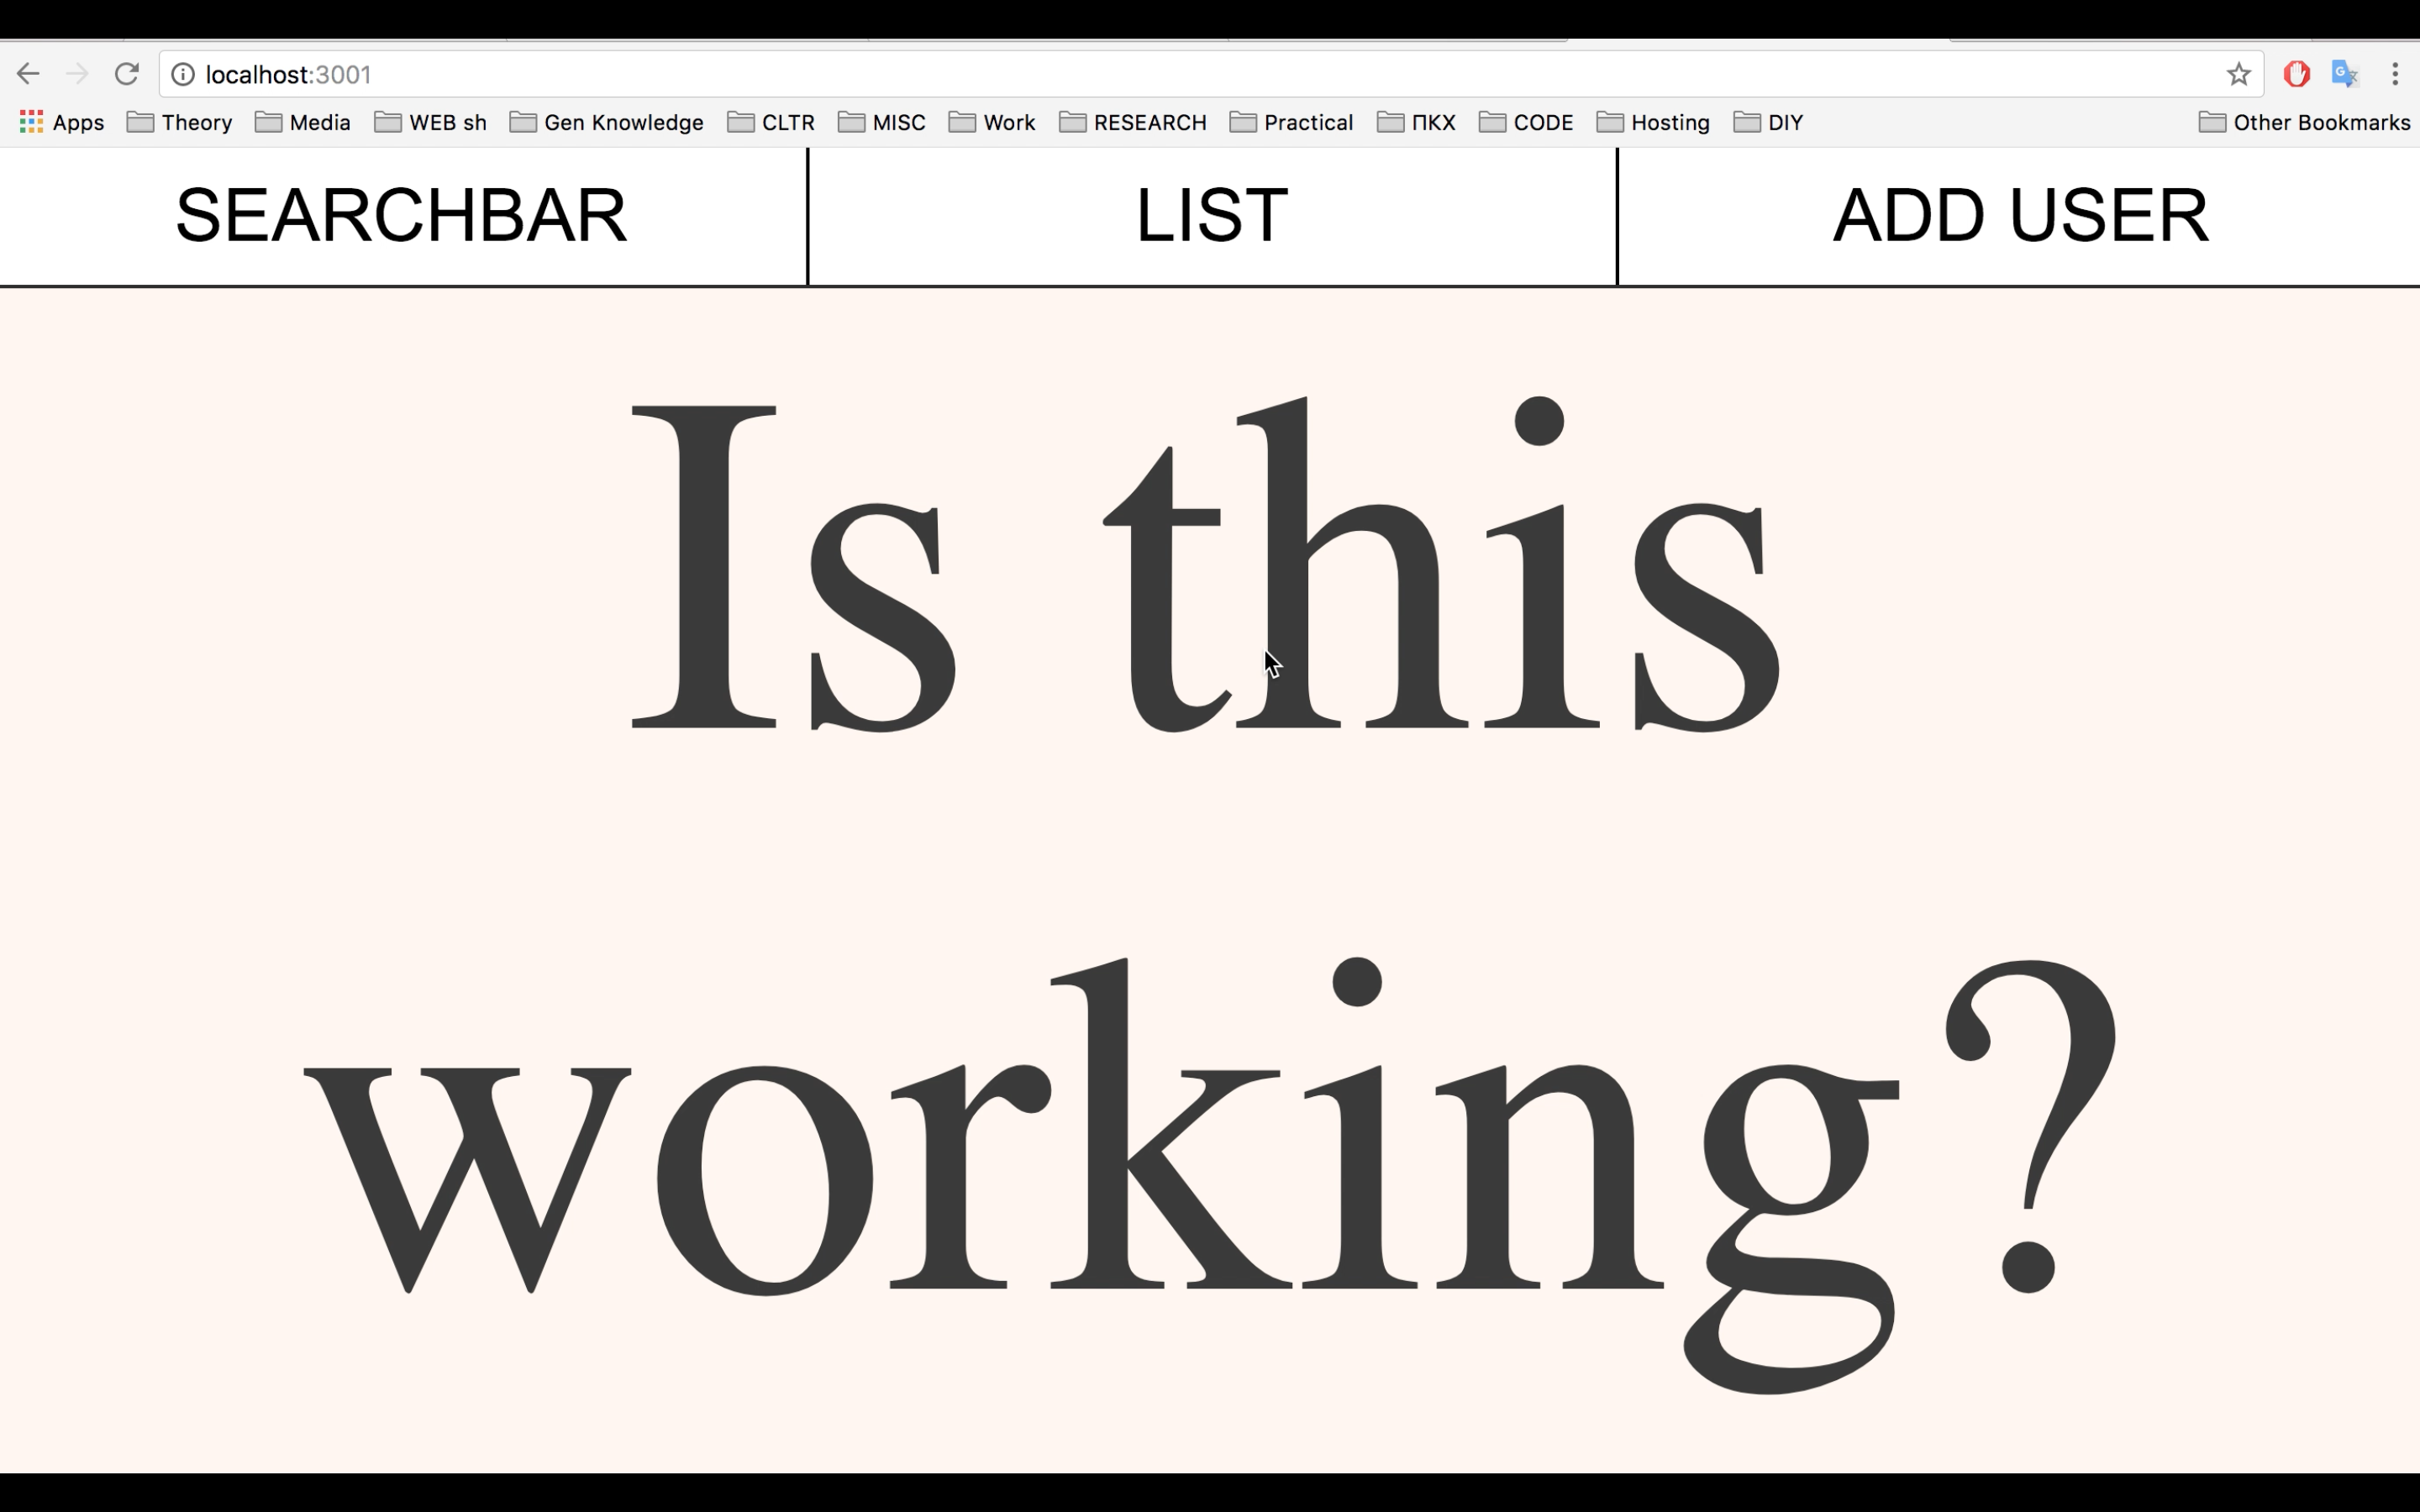 localhost:3001
Apps Theory Media WEB sh Gen Knowledge CLTR MISC Work RESEARCH Practical ПКХ CODE Hosting DIY Other Bookmarks
SEARCHBAR LIST ADD USER
Is this
working?